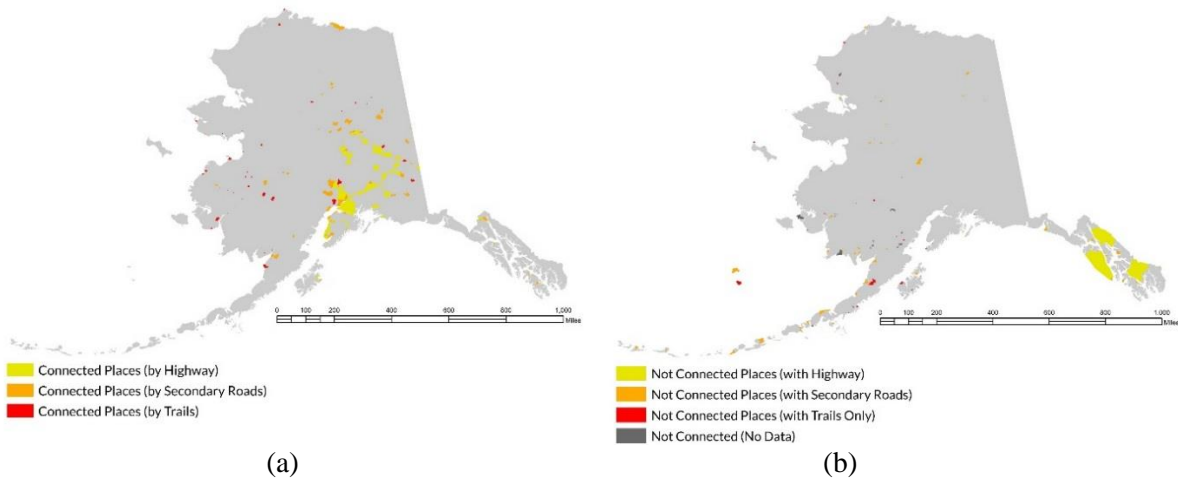 0 100 200 400 600 800 1,000
Miles
Connected Places (by Highway)
Connected Places (by Secondary Roads)
Connected Places (by Trails)
(a)
0 100 200 400 600 800 1,000
Miles
Not Connected Places (with Highway)
Not Connected Places (with Secondary Roads)
Not Connected Places (with Trails Only)
Not Connected (No Data)
(b)